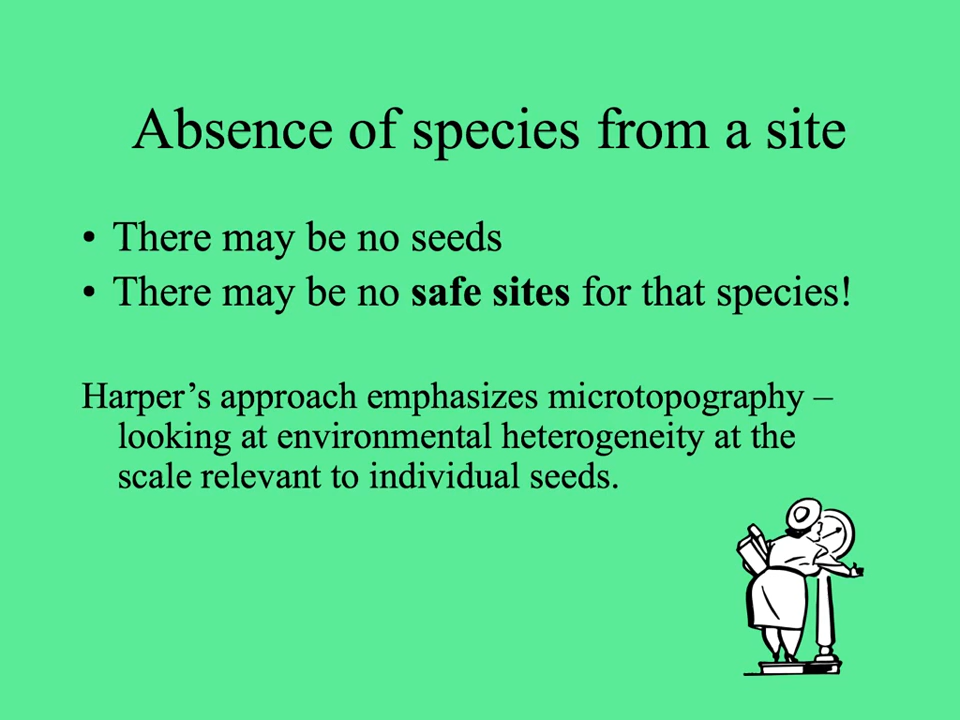 Absence of species from a site
• There may be no seeds
• There may be no safe sites for that species!
Harper’s approach emphasizes microtopography –
looking at environmental heterogeneity at the
scale relevant to individual seeds.